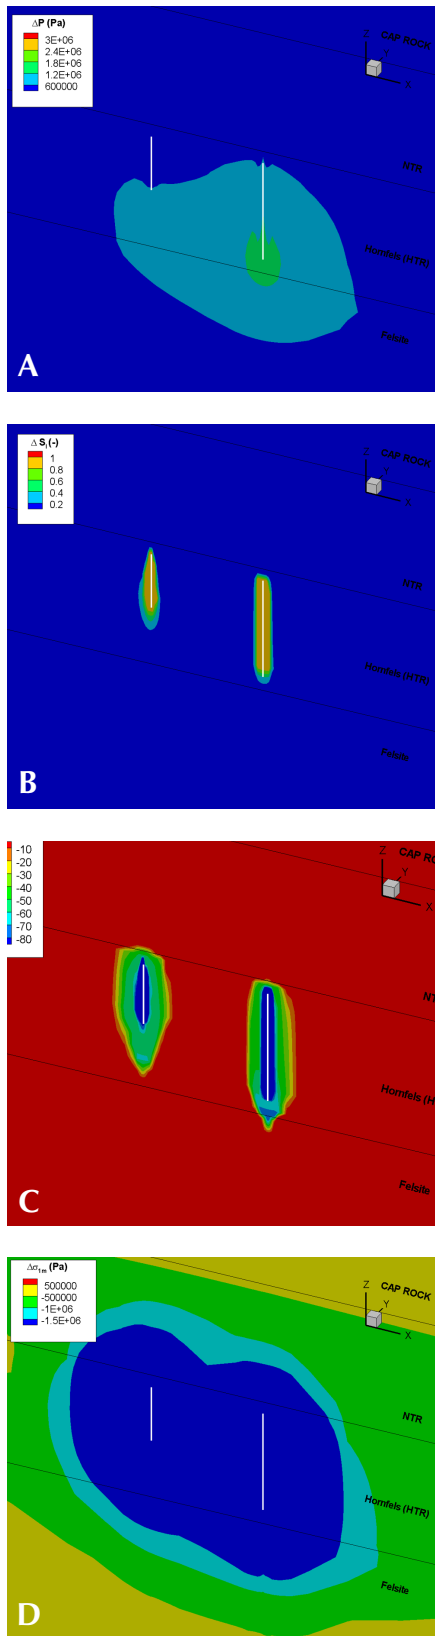 ΔP (Pa)
3E+06
2.4E+06
1.8E+06
1.2E+06
600000
Z
Y
X
CAP ROCK
NTR
Hornfels (HTR)
Felsite
A
Δ Sl (-)
1
0.8
0.6
0.4
0.2
Z
Y
X
CAP ROCK
NTR
Hornfels (HTR)
Felsite
B
-10
-20
-30
-40
-50
-60
-70
-80
Z
Y
X
CAP RO
NT
Hornfels (H
Felsite
C
Δσ1m (Pa)
500000
-500000
-1E+06
-1.5E+06
Z
Y
X
CAP ROCK
NTR
Hornfels (HTR)
Felsite
D